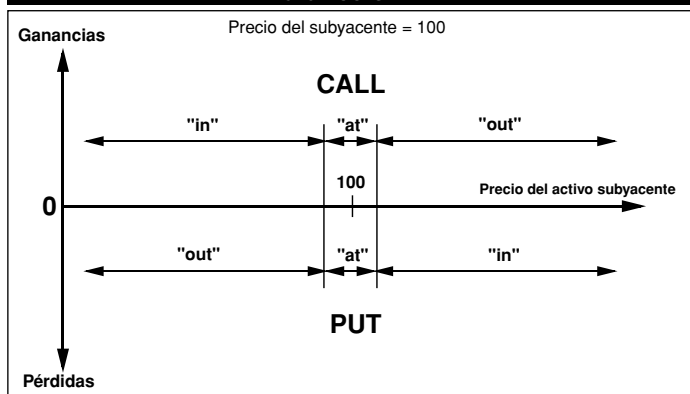 Precio del subyacente = 100
Ganancias
CALL
"in" "at" "out"
100
Precio del activo subyacente
0
"out" "at" "in"
PUT
Pérdidas